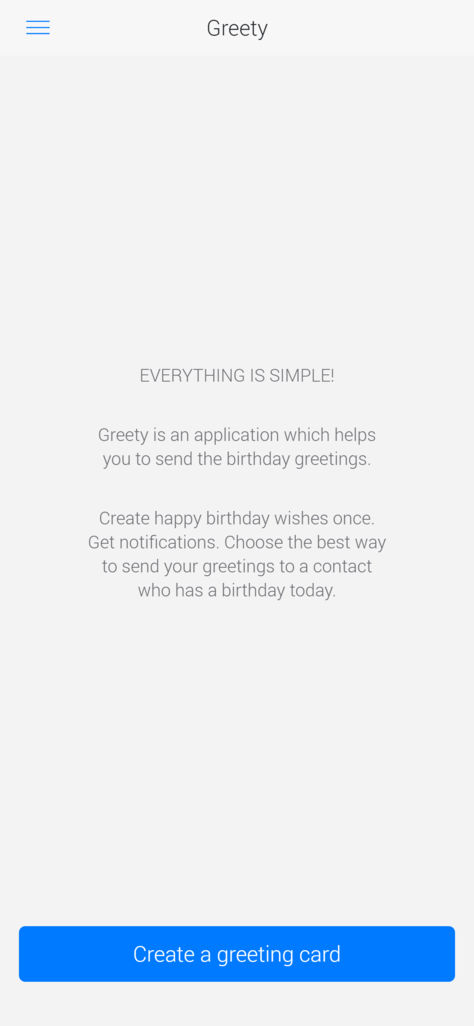 Greety
EVERYTHING IS SIMPLE!
Greety is an application which helps
you to send the birthday greetings.
Create happy birthday wishes once.
Get notifications. Choose the best way
to send your greetings to a contact
who has a birthday today.
Create a greeting card